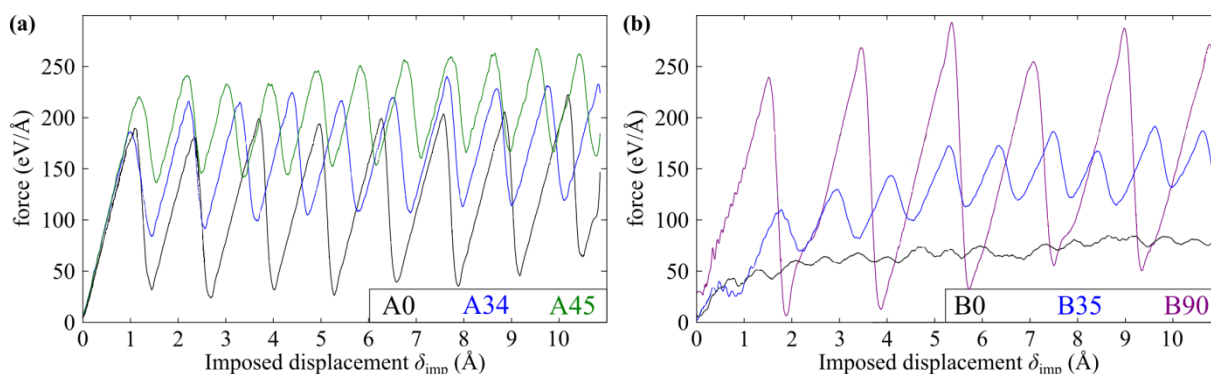 (a)
force (eV/Å)
250
200
150
100
50
0
0 1 2 3 4 5 6 7 8 9 10
Imposed displacement δimp (Å)
A0 A34 A45
(b)
force (eV/Å)
250
200
150
100
50
0
0 1 2 3 4 5 6 7 8 9 10
Imposed displacement δimp (Å)
B0 B35 B90